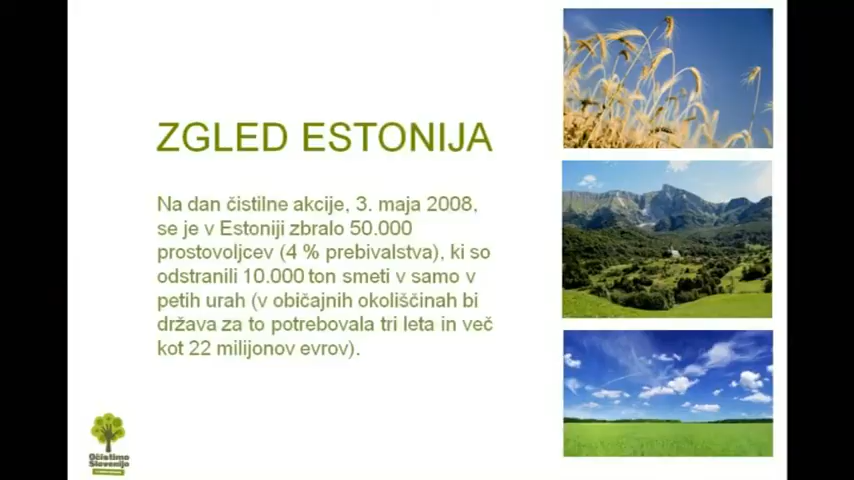 ZGLED ESTONIJA
Na dan čistilne akcije, 3. maja 2008,
se je v Estoniji zbralo 50.000
prostovoljcev (4 % prebivalstva), ki so
odstranili 10.000 ton smeti v samo v
petih urah (v običajnih okoliščinah bi
država za to potrebovala tri leta in več
kot 22 milijonov evrov).
Očistimo
Slovenijo